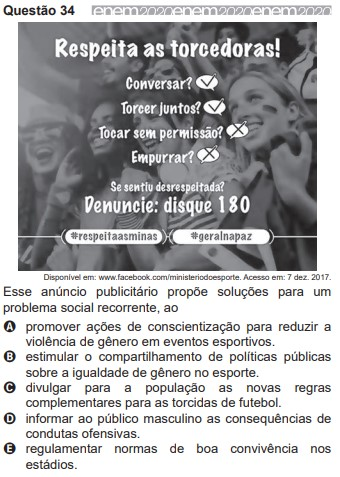 Questão 34 enem2020enem2020enem2020
Respeita as torcedoras!
Conversar?
Torcer juntos?
Tocar sem permissão?
Empurrar?
Se sentiu desrespeitada?
Denuncie: disque 180
#respeitaasminas #geralnapaz
Disponível em: www.facebook.com/ministeriodoesporte. Acesso em: 7 dez. 2017.
Esse anúncio publicitário propõe soluções para um
problema social recorrente, ao
A promover ações de conscientização para reduzir a
violência de gênero em eventos esportivos.
B estimular o compartilhamento de políticas públicas
sobre a igualdade de gênero no esporte.
C divulgar para a população as novas regras
complementares para as torcidas de futebol.
D informar ao público masculino as consequências de
condutas ofensivas.
E regulamentar normas de boa convivência nos
estádios.